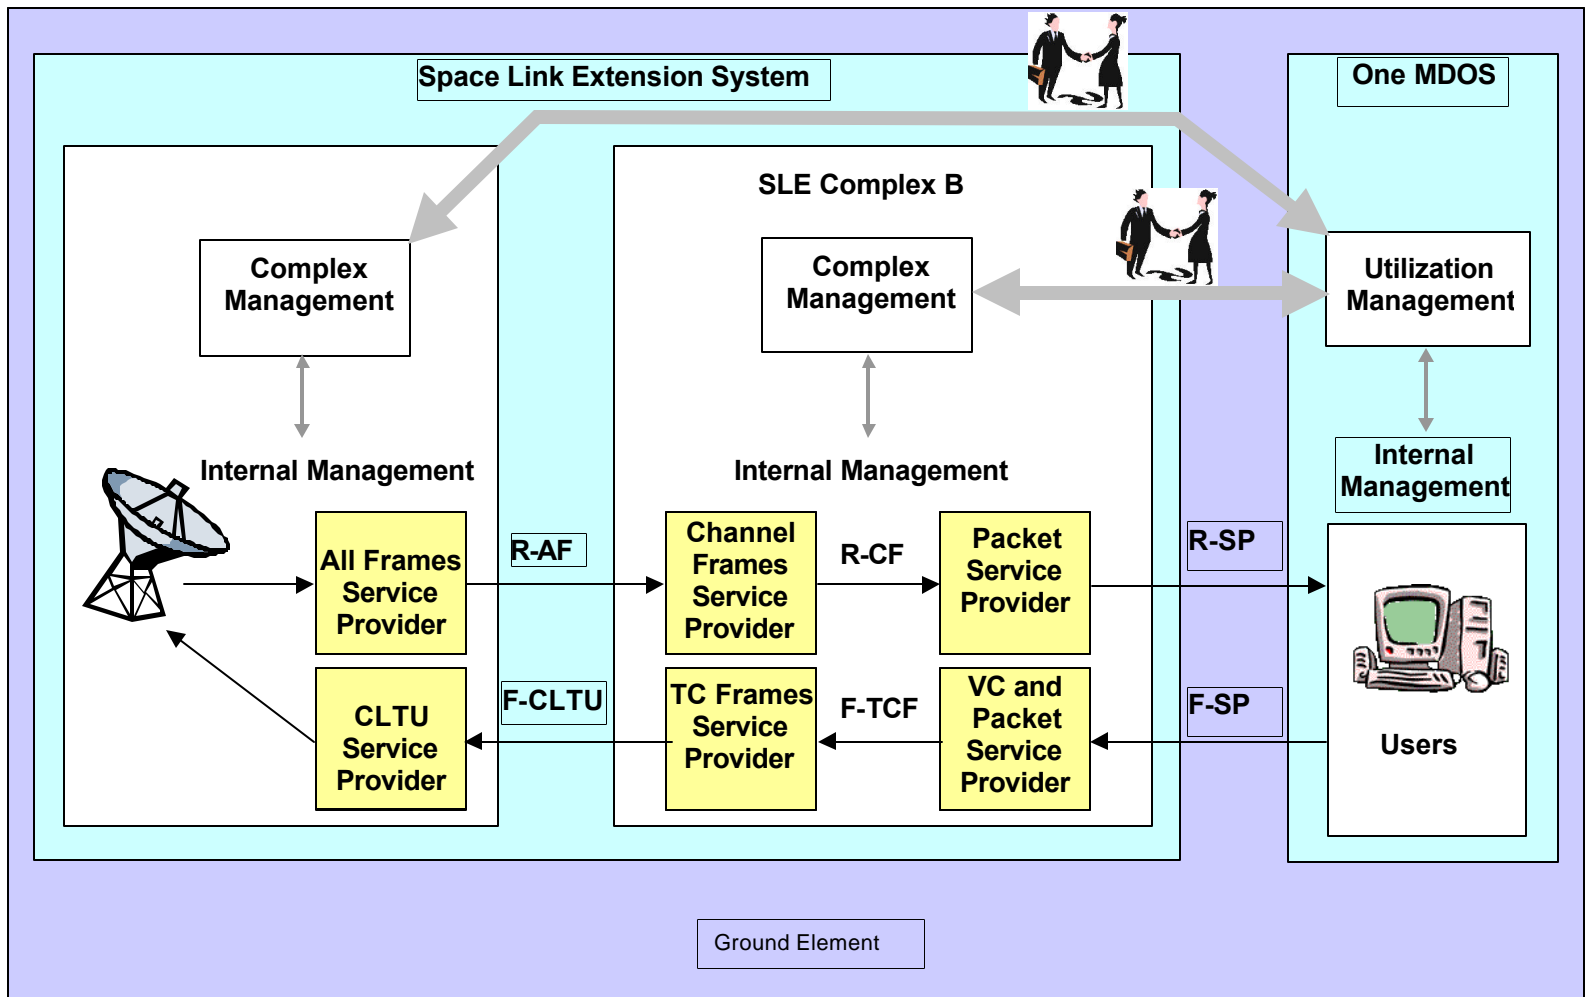 Space Link Extension System
One MDOS
SLE Complex B
Complex
Management
Complex
Management
Utilization
Management
Internal Management
Internal Management
Internal
Management
All Frames
Service
Provider
R-AF
Channel
Frames
Service
Provider
R-CF
Packet
Service
Provider
R-SP
CLTU
Service
Provider
F-CLTU
TC Frames
Service
Provider
F-TCF
VC and
Packet
Service
Provider
F-SP
Users
Ground Element